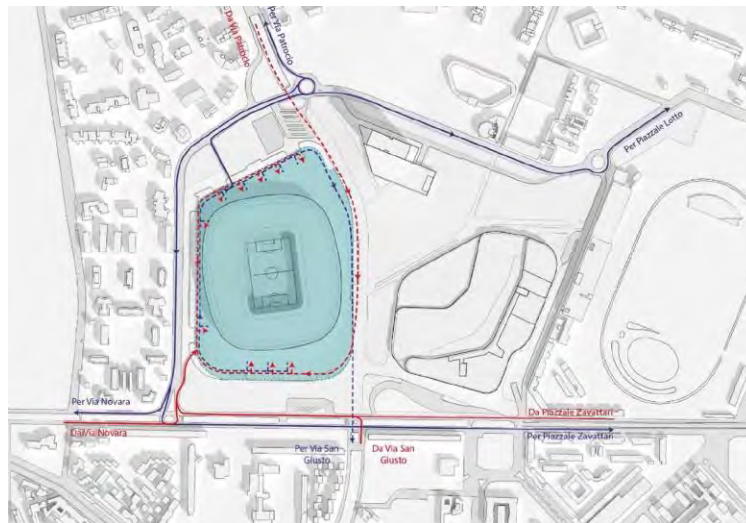 Da Via Patroclo
Per Via Patroclo
Per Piazzale Lotto
Per Via Novara
Da Via Novara
Da Piazzale Zavattari
Per Piazzale Zavattari
Per Via San
Giusto
Da Via San
Giusto